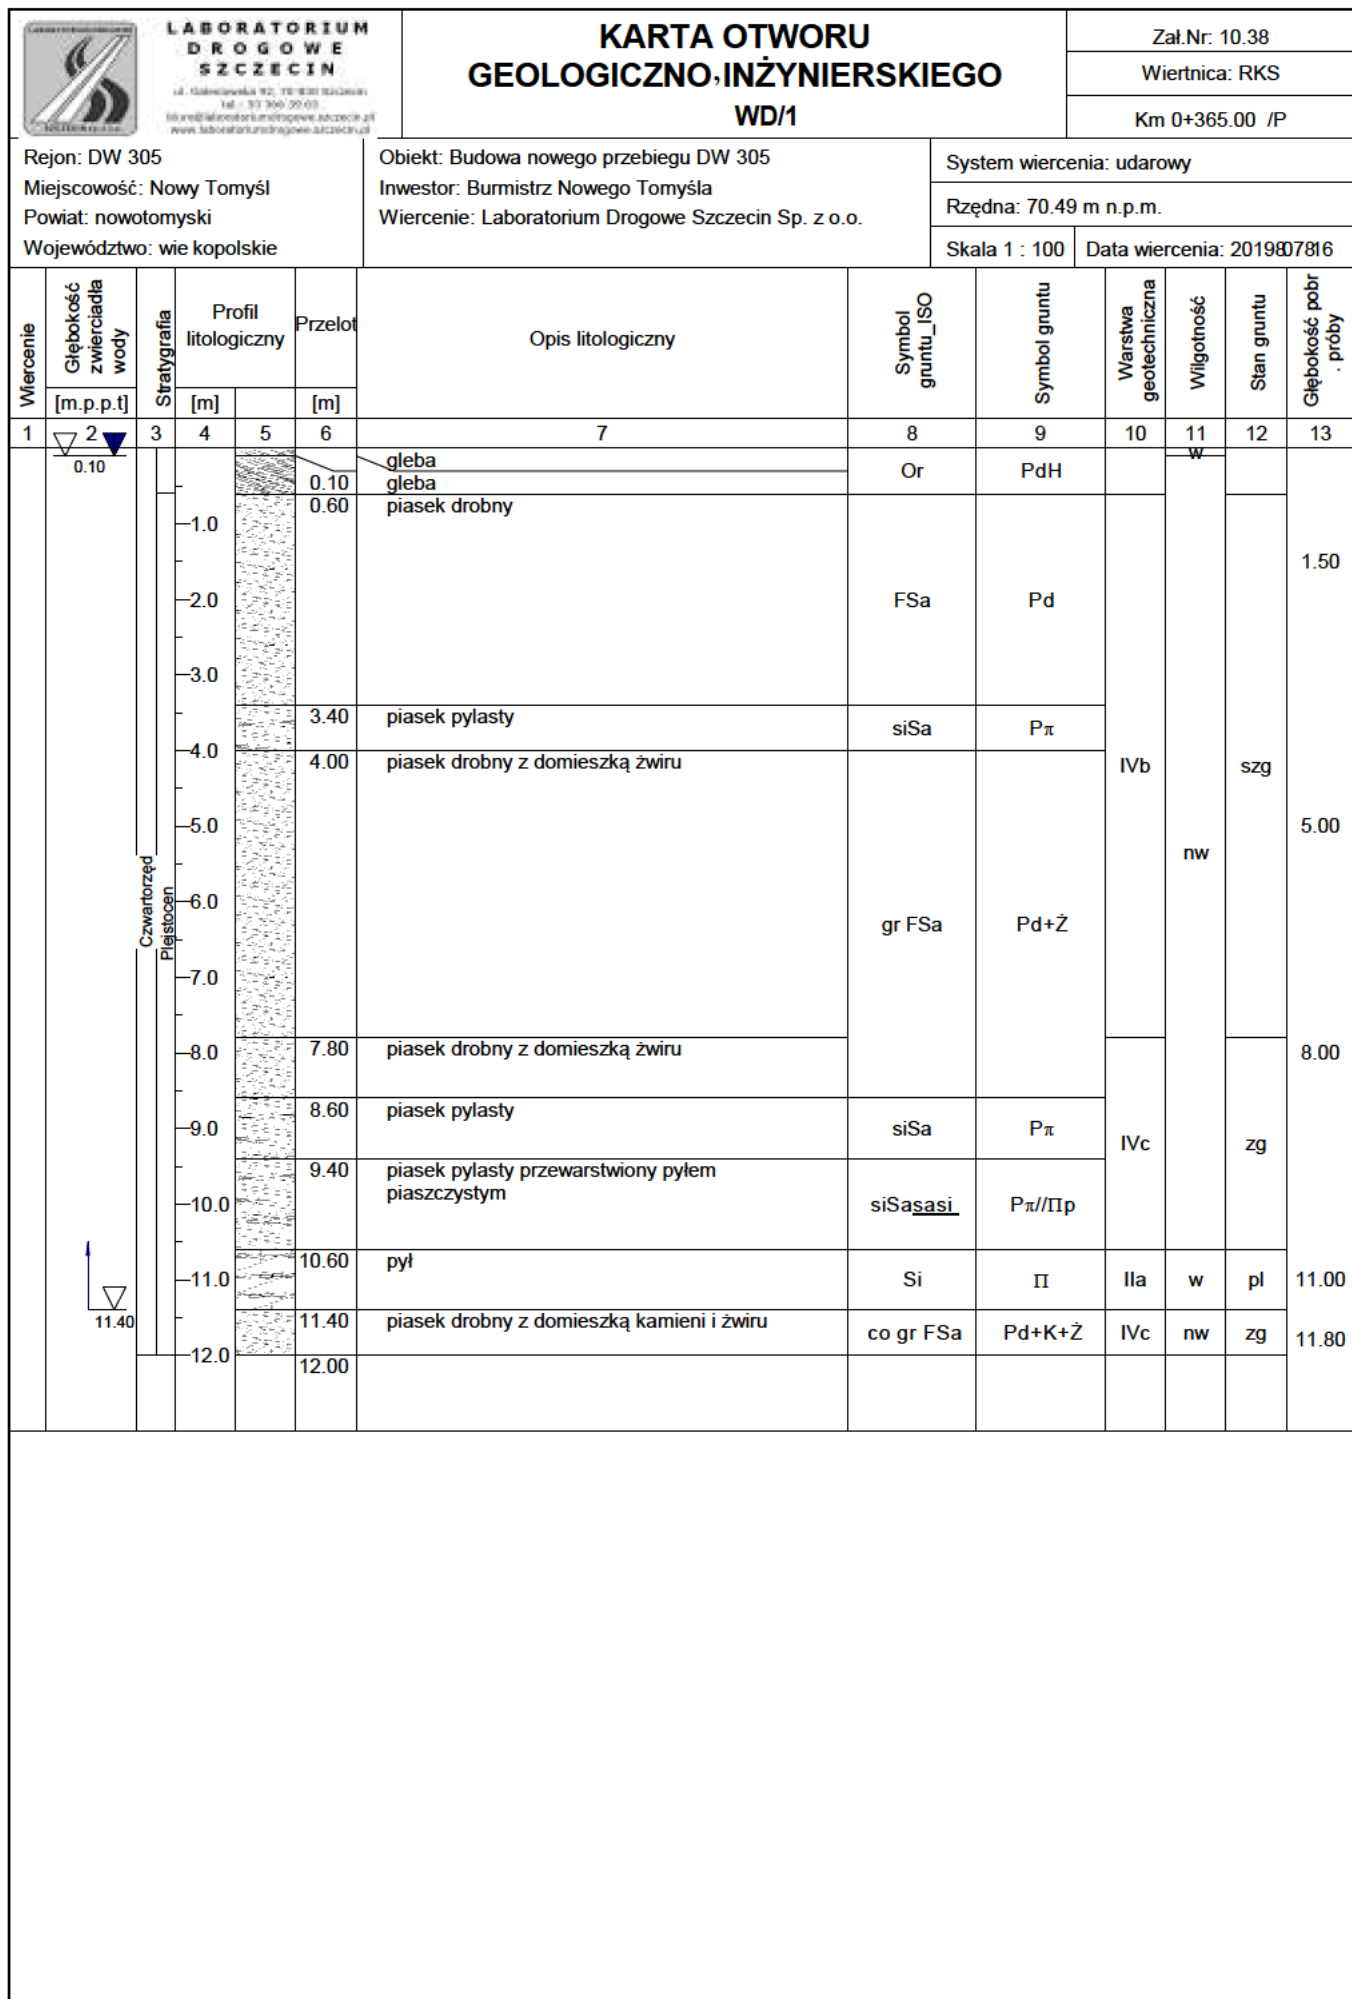 LABORATORIUM
DROGOWE
SZCZECIN
KARTA OTWORU
GEOLOGICZNO,INŻYNIERSKIEGO
WD/1
Zał.Nr: 10.38
Wiertnica: RKS
Km 0+365.00 /P
Rejon: DW 305
Miejscowość: Nowy Tomyśl
Powiat: nowotomyski
Województwo: wie kopolskie
Obiekt: Budowa nowego przebiegu DW 305
Inwestor: Burmistrz Nowego Tomyśla
Wiercenie: Laboratorium Drogowe Szczecin Sp. z o.o.
System wiercenia: udarowy
Rzędna: 70.49 m n.p.m.
Skala 1 : 100
Data wiercenia:
Wiercenie
Głębokość
zwierciadła
wody
[m.p.p.t]
Stratygrafia
Profil
litologiczny
[m]
Przelot
[m]
Opis litologiczny
Symbol
gruntu_ISO
Symbol gruntu
Warstwa
geotechniczna
Wilgotność
Stan gruntu
Głębokość pobr
. próby
1 2 3 4 5 6 7 8 9 10 11 12 13
0.10
gleba
Or PdH w
0.10 gleba
0.60 piasek drobny
1.0
1.50
2.0 FSa Pd
3.0
3.40 piasek pylasty
siSa Pπ
4.0
4.00 piasek drobny z domieszką żwiru
IVb szg
5.0 5.00
nw
Czwartorzęd
Plejstocen
6.0
gr FSa Pd+Ż
7.0
7.80 piasek drobny z domieszką żwiru
8.0 8.00
8.60 piasek pylasty
9.0 siSa Pπ
IVc zg
9.40 piasek pylasty przewarstwiony pyłem
piaszczystym
10.0 siSasasi Pπ//Πp
10.60 pył
11.0 Si Π IIa w pl 11.00
11.40
11.40 piasek drobny z domieszką kamieni i żwiru
co gr FSa Pd+K+Ż IVc nw zg 11.80
12.0
12.00